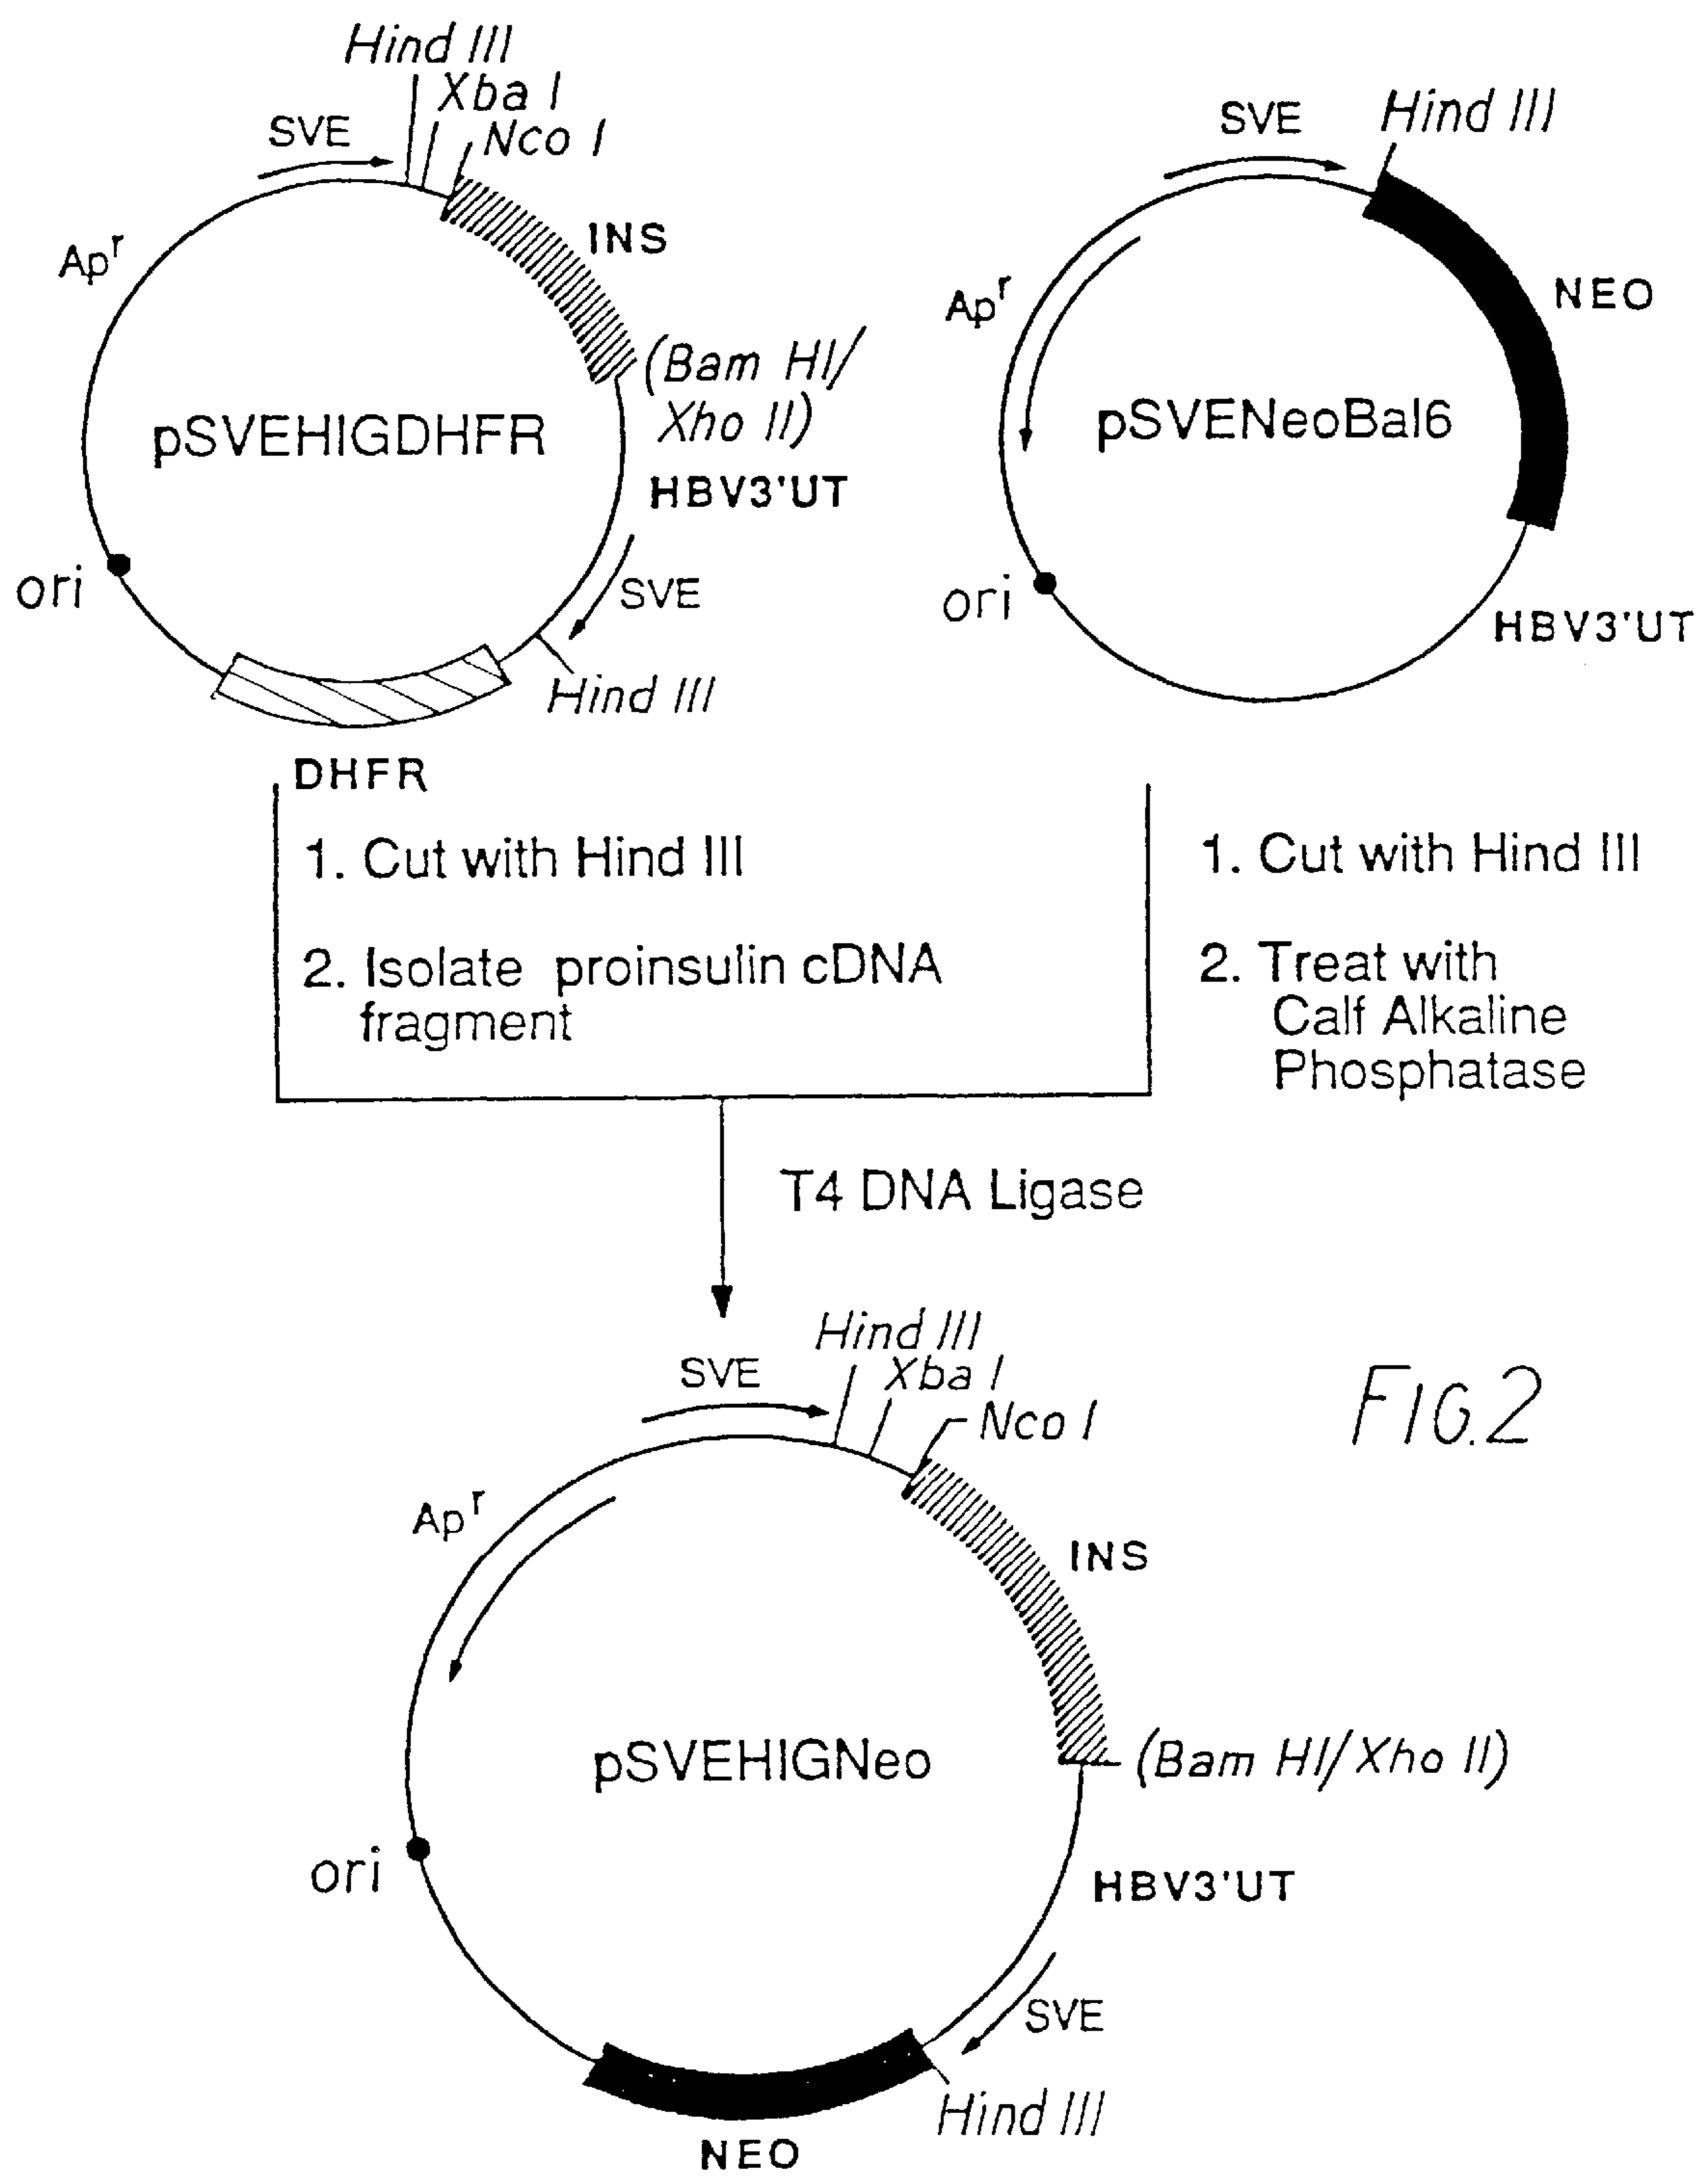 Hind III
Xba I
SVE
Nco I
Apr
INS
(Bam HI/
Xho II)
pSVEHIGDHFR
HBV3'UT
ori
SVE
Hind III
DHFR
SVE
Hind III
Apr
NEO
pSVENeoBal6
ori
HBV3'UT
1. Cut with Hind III
2. Isolate proinsulin cDNA
fragment
1. Cut with Hind III
2. Treat with
Calf Alkaline
Phosphatase
T4 DNA Ligase
Hind III
SVE
Xba I
Nco I
FIG.2
Apr
INS
pSVEHIGNeo
(Bam HI/Xho II)
ori
HBV3'UT
SVE
Hind III
NEO